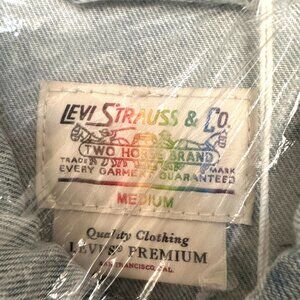 LEVI STRAUSS & CO.
TWO HORSE BRAND
TRADE MARK
EVERY GARMENT GUARANTEED
MEDIUM
Quality Clothing
LEVI'S® PREMIUM
SAN FRANCISCO, CAL.